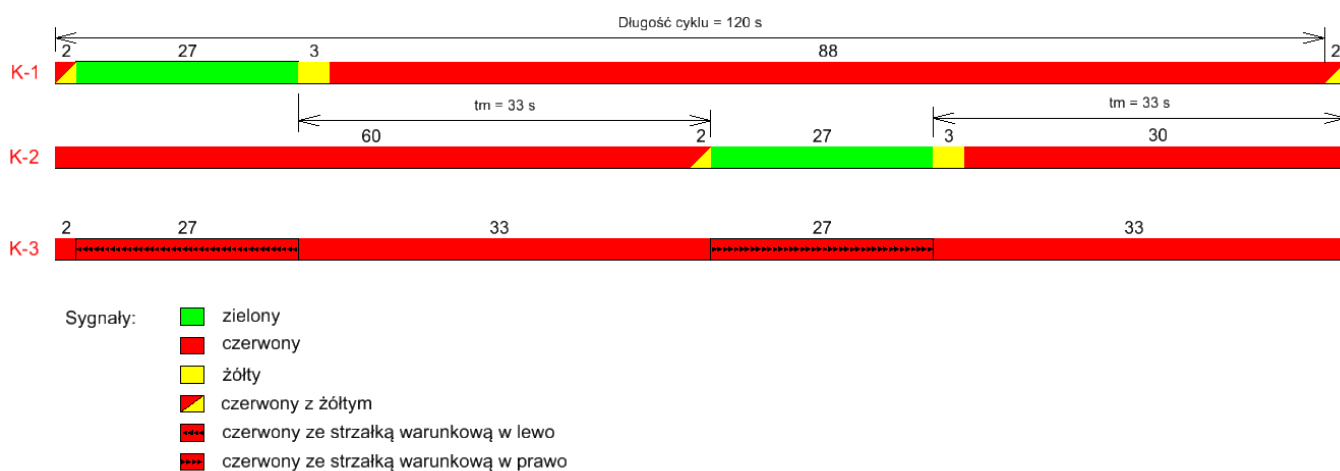 Długość cyklu = 120 s
2 27 3 88 2
K-1
tm = 33 s tm = 33 s
60 2 27 3 30
K-2
2 27 33 27 33
K-3
Sygnały: zielony
czerwony
żółty
czerwony z żółtym
czerwony ze strzałką warunkową w lewo
czerwony ze strzałką warunkową w prawo